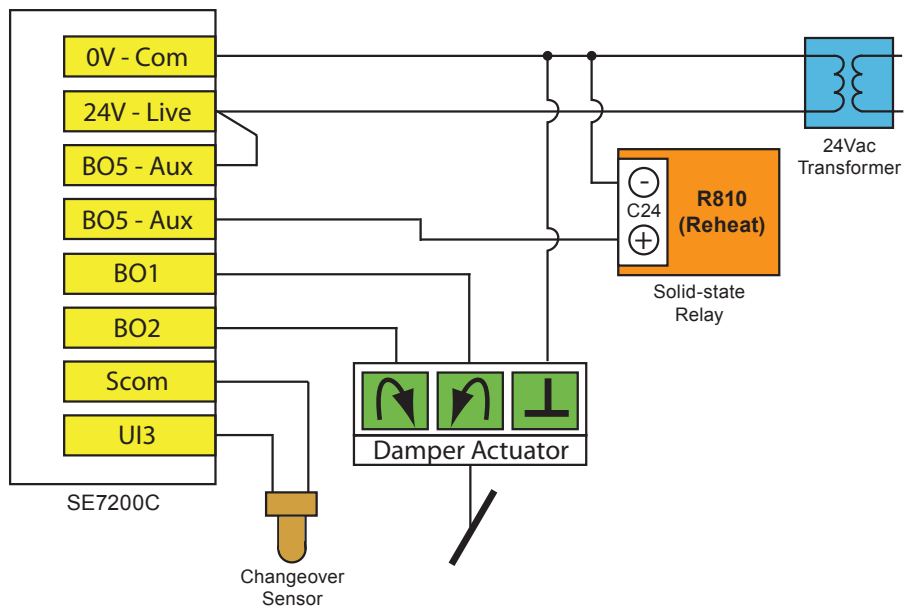 0V - Com
24V - Live
BO5 - Aux
BO5 - Aux
BO1
BO2
Scom
UI3
SE7200C
24Vac
Transformer
-
C24
+
R810
(Reheat)
Solid-state
Relay
Damper Actuator
Changeover
Sensor